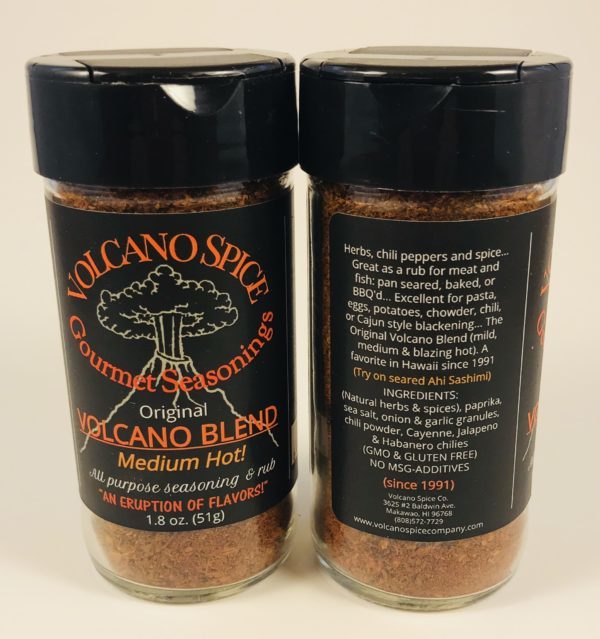 VOLCANO SPICE
Gourmet Seasonings
Original
VOLCANO BLEND
Medium Hot!
All purpose seasoning & rub
"AN ERUPTION OF FLAVORS!"
1.8 oz. (51g)
Herbs, chili peppers and spice...
Great as a rub for meat and
fish: pan seared, baked, or
BBQ'd... Excellent for pasta,
eggs, potatoes, chowder, chili,
or Cajun style blackening... The
Original Volcano Blend (mild,
medium & blazing hot). A
favorite in Hawaii since 1991
(Try on seared Ahi Sashimi)
INGREDIENTS:
(Natural herbs & spices), paprika,
sea salt, onion & garlic granules,
chili powder, Cayenne, Jalapeno
& Habanero chilies
(GMO & GLUTEN FREE)
NO MSG-ADDITIVES
(since 1991)
Volcano Spice Co.
3625 #2 Baldwin Ave.
Makawao, HI 96768
(808)572-7729
www.volcanospicecompany.com